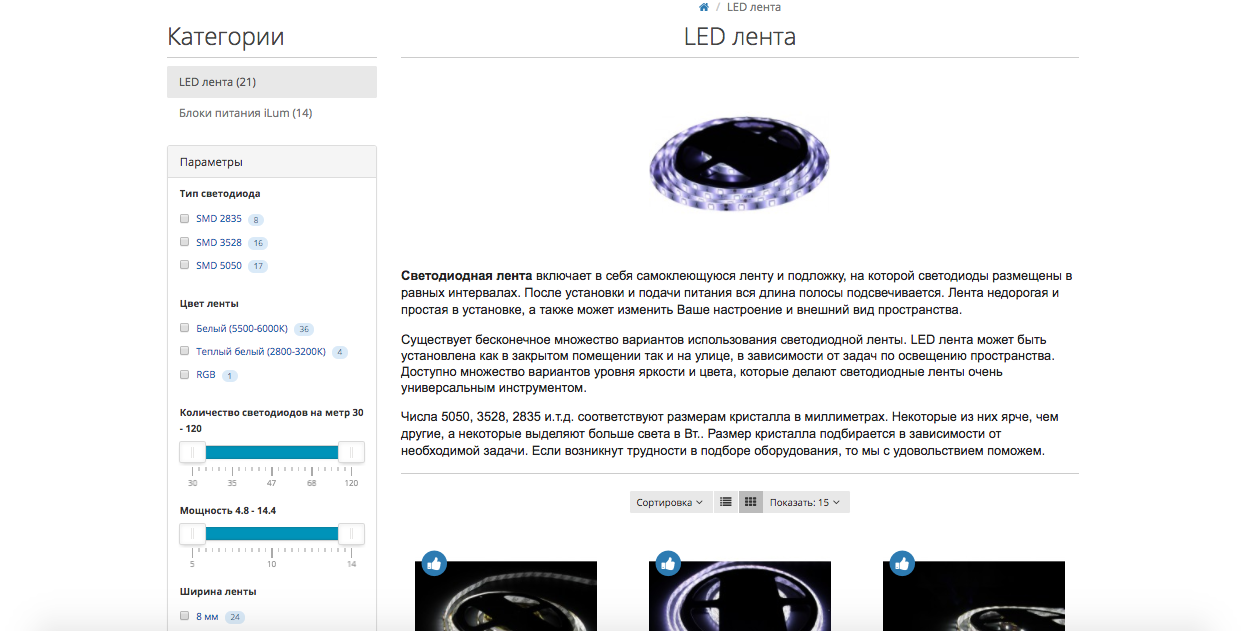 / LED лента
Категории
LED лента
LED лента (21)
Блоки питания iLum (14)
Параметры
Тип светодиода
SMD 2835 8
SMD 3528 16
SMD 5050 17
Цвет ленты
Белый (5500-6000К) 36
Теплый белый (2800-3200К) 4
RGB 1
Количество светодиодов на метр 30
- 120
30 35 47 68 120
Мощность 4.8 - 14.4
5 10 14
Ширина ленты
8 мм 24
Светодиодная лента включает в себя самоклеющуюся ленту и подложку, на которой светодиоды размещены в
равных интервалах. После установки и подачи питания вся длина полосы подсвечивается. Лента недорогая и
простая в установке, а также может изменить Ваше настроение и внешний вид пространства.
Существует бесконечное множество вариантов использования светодиодной ленты. LED лента может быть
установлена как в закрытом помещении так и на улице, в зависимости от задач по освещению пространства.
Доступно множество вариантов уровня яркости и цвета, которые делают светодиодные ленты очень
универсальным инструментом.
Числа 5050, 3528, 2835 и.т.д. соответствуют размерам кристалла в миллиметрах. Некоторые из них ярче, чем
другие, а некоторые выделяют больше света в Вт.. Размер кристалла подбирается в зависимости от
необходимой задачи. Если возникнут трудности в подборе оборудования, то мы с удовольствием поможем.
Сортировка
Показать: 15